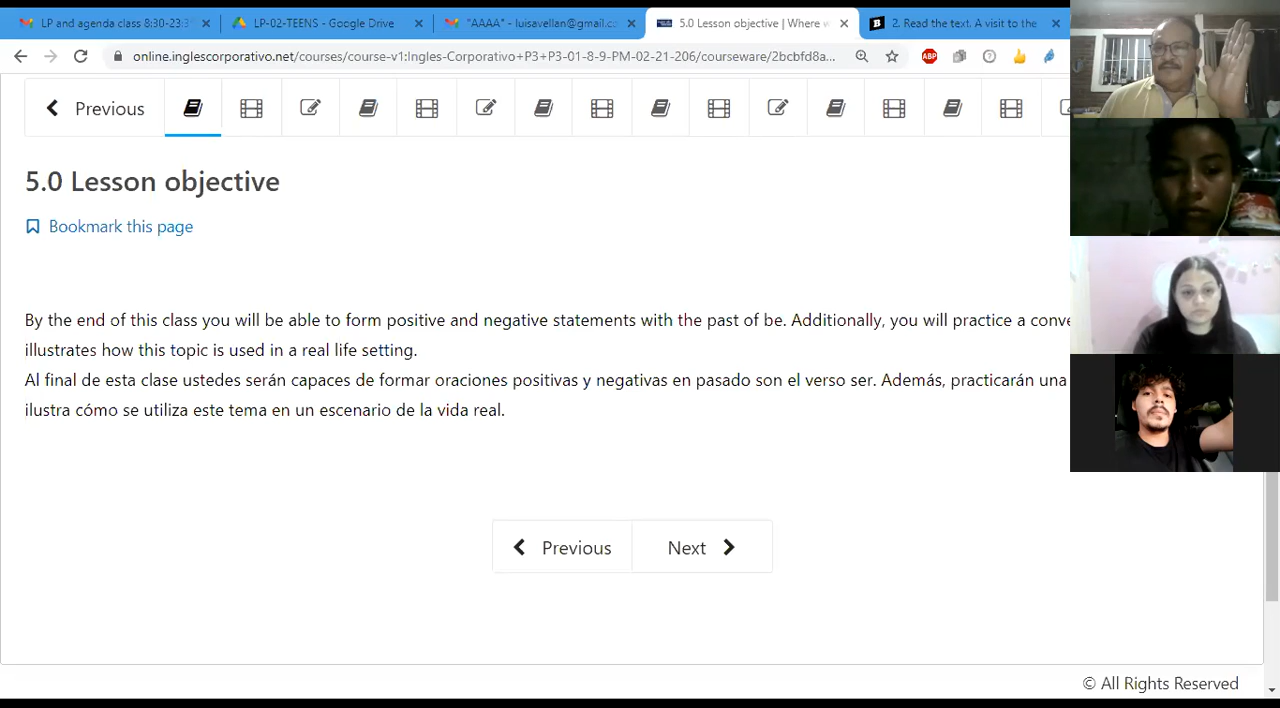 LP and agenda class 8:30-23:3
LP-02-TEENS - Google Drive
"AAAA" - luisavellan@gmail.co
5.0 Lesson objective | Where w
2. Read the text. A visit to the
online.inglescorporativo.net/courses/course-v1:Ingles-Corporativo+P3+P3-01-8-9-PM-02-21-206/courseware/2bcbfd8a...
ABP
Previous
5.0 Lesson objective
Bookmark this page
By the end of this class you will be able to form positive and negative statements with the past of be. Additionally, you will practice a conve
illustrates how this topic is used in a real life setting.
Al final de esta clase ustedes serán capaces de formar oraciones positivas y negativas en pasado son el verso ser. Además, practicarán una
ilustra cómo se utiliza este tema en un escenario de la vida real.
Previous
Next
© All Rights Reserved